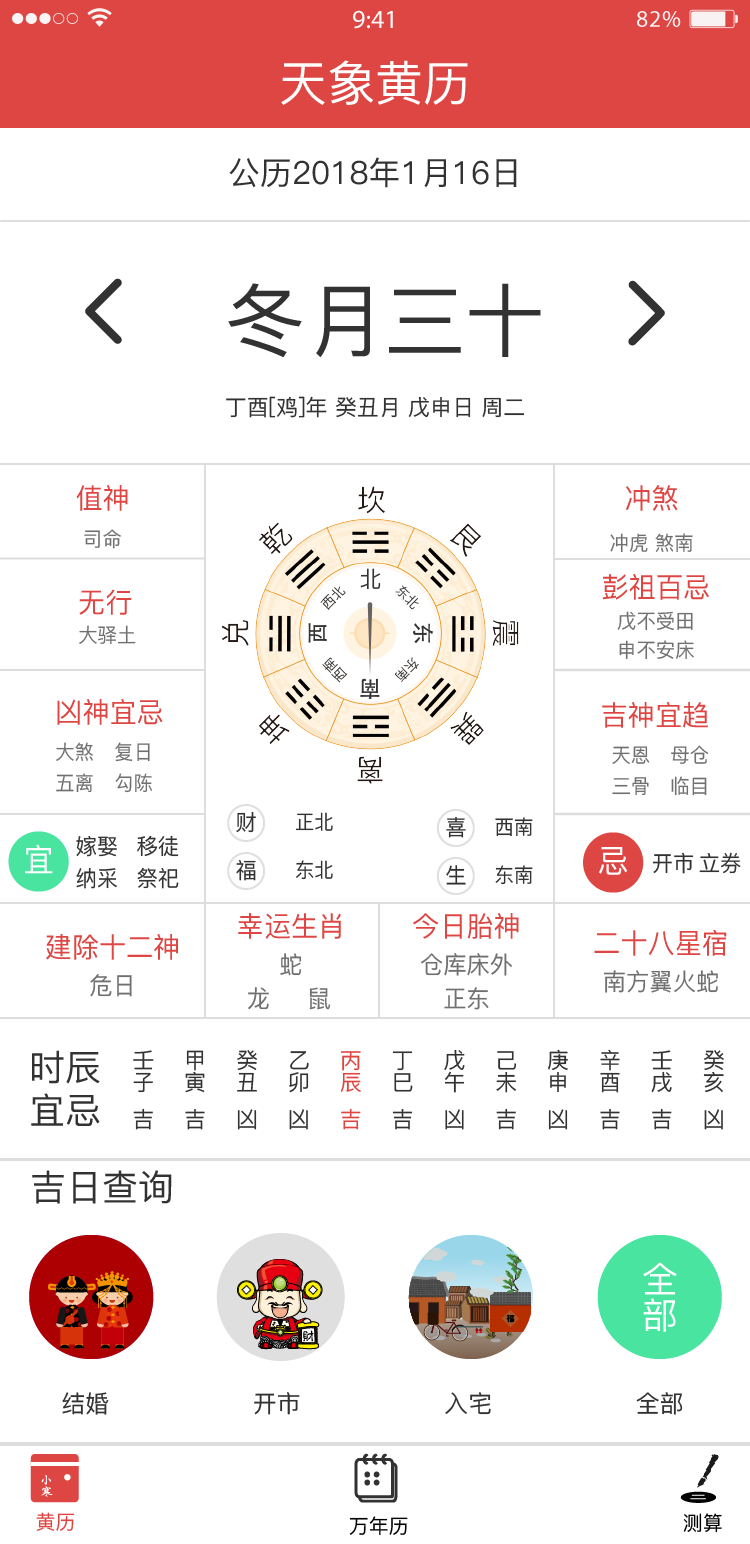 9:41
82%
天象黄历
公历2018年1月16日
冬月三十
丁酉[鸡]年 癸丑月 戊申日 周二
值神
司命
无行
大驿土
凶神宜忌
大煞 复日
五离 勾陈
宜
嫁娶 移徒
纳采 祭祀
坎
艮
震
巽
离
坤
兑
乾
北
东北
东
东南
南
西南
西
西北
财 正北
喜 西南
福 东北
生 东南
冲煞
冲虎 煞南
彭祖百忌
戊不受田
申不安床
吉神宜趋
天恩 母仓
三骨 临目
忌
开市 立券
建除十二神
危日
幸运生肖
蛇
龙 鼠
今日胎神
仓库床外
正东
二十八星宿
南方翼火蛇
时辰
宜忌
壬子 甲寅 癸丑 乙卯 丙辰 丁巳 戊午 己未 庚申 辛酉 壬戌 癸亥
吉 吉 凶 凶 吉 吉 凶 吉 凶 吉 吉 凶
吉日查询
財
福
全部
结婚
开市
入宅
全部
小寒
黄历
万年历
测算